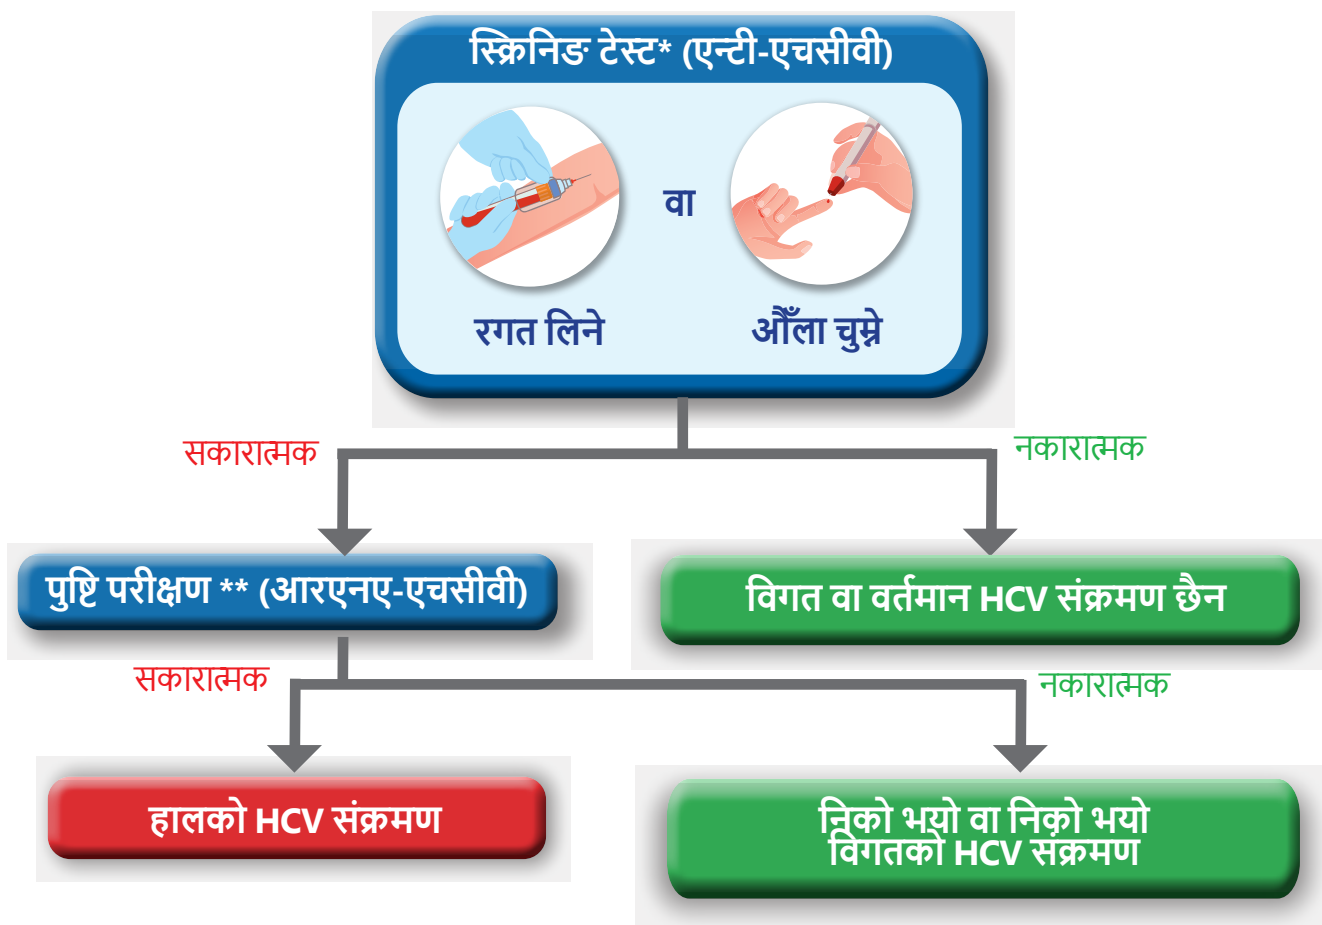 स्क्रिनिङ टेस्ट* (एन्टी-एचसीवी)
वा
रगत लिने
औँला चुम्ने
सकारात्मक
नकारात्मक
पुष्टि परीक्षण ** (आरएनए-एचसीवी)
विगत वा वर्तमान HCV संक्रमण छैन
सकारात्मक
नकारात्मक
हालको HCV संक्रमण
निको भयो वा निको भयो
विगतको HCV संक्रमण